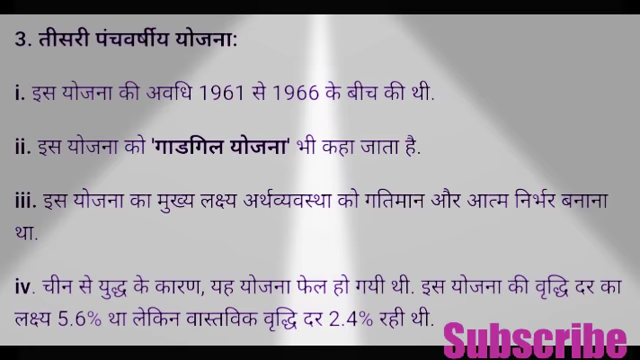 3. तीसरी पंचवर्षीय योजना:
i. इस योजना की अवधि 1961 से 1966 के बीच की थी.
ii. इस योजना को 'गाडगिल योजना' भी कहा जाता है.
iii. इस योजना का मुख्य लक्ष्य अर्थव्यवस्था को गतिमान और आत्म निर्भर बनाना
था.
iv. चीन से युद्ध के कारण, यह योजना फेल हो गयी थी. इस योजना की वृद्धि दर का
लक्ष्य 5.6% था लेकिन वास्तविक वृद्धि दर 2.4% रही थी.
Subscribe